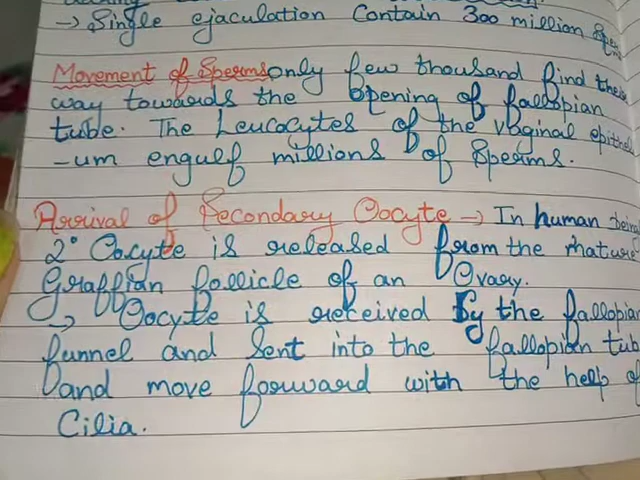 → Single ejaculation Contain 300 million Sperm
Movement of Sperms only few thousand find their
way towards the Opening of fallopian
tube. The Leucocytes of the vaginal epitheli
-um engulf millions of Sperms.
Arrival of Secondary Oocyte → In human being
2° Oocyte is released from the mature
Graffian follicle of an Ovary.
→ Oocyte is received By the fallopian
funnel and Sent into the fallopian tub
and move forward with the help of
Cilia.